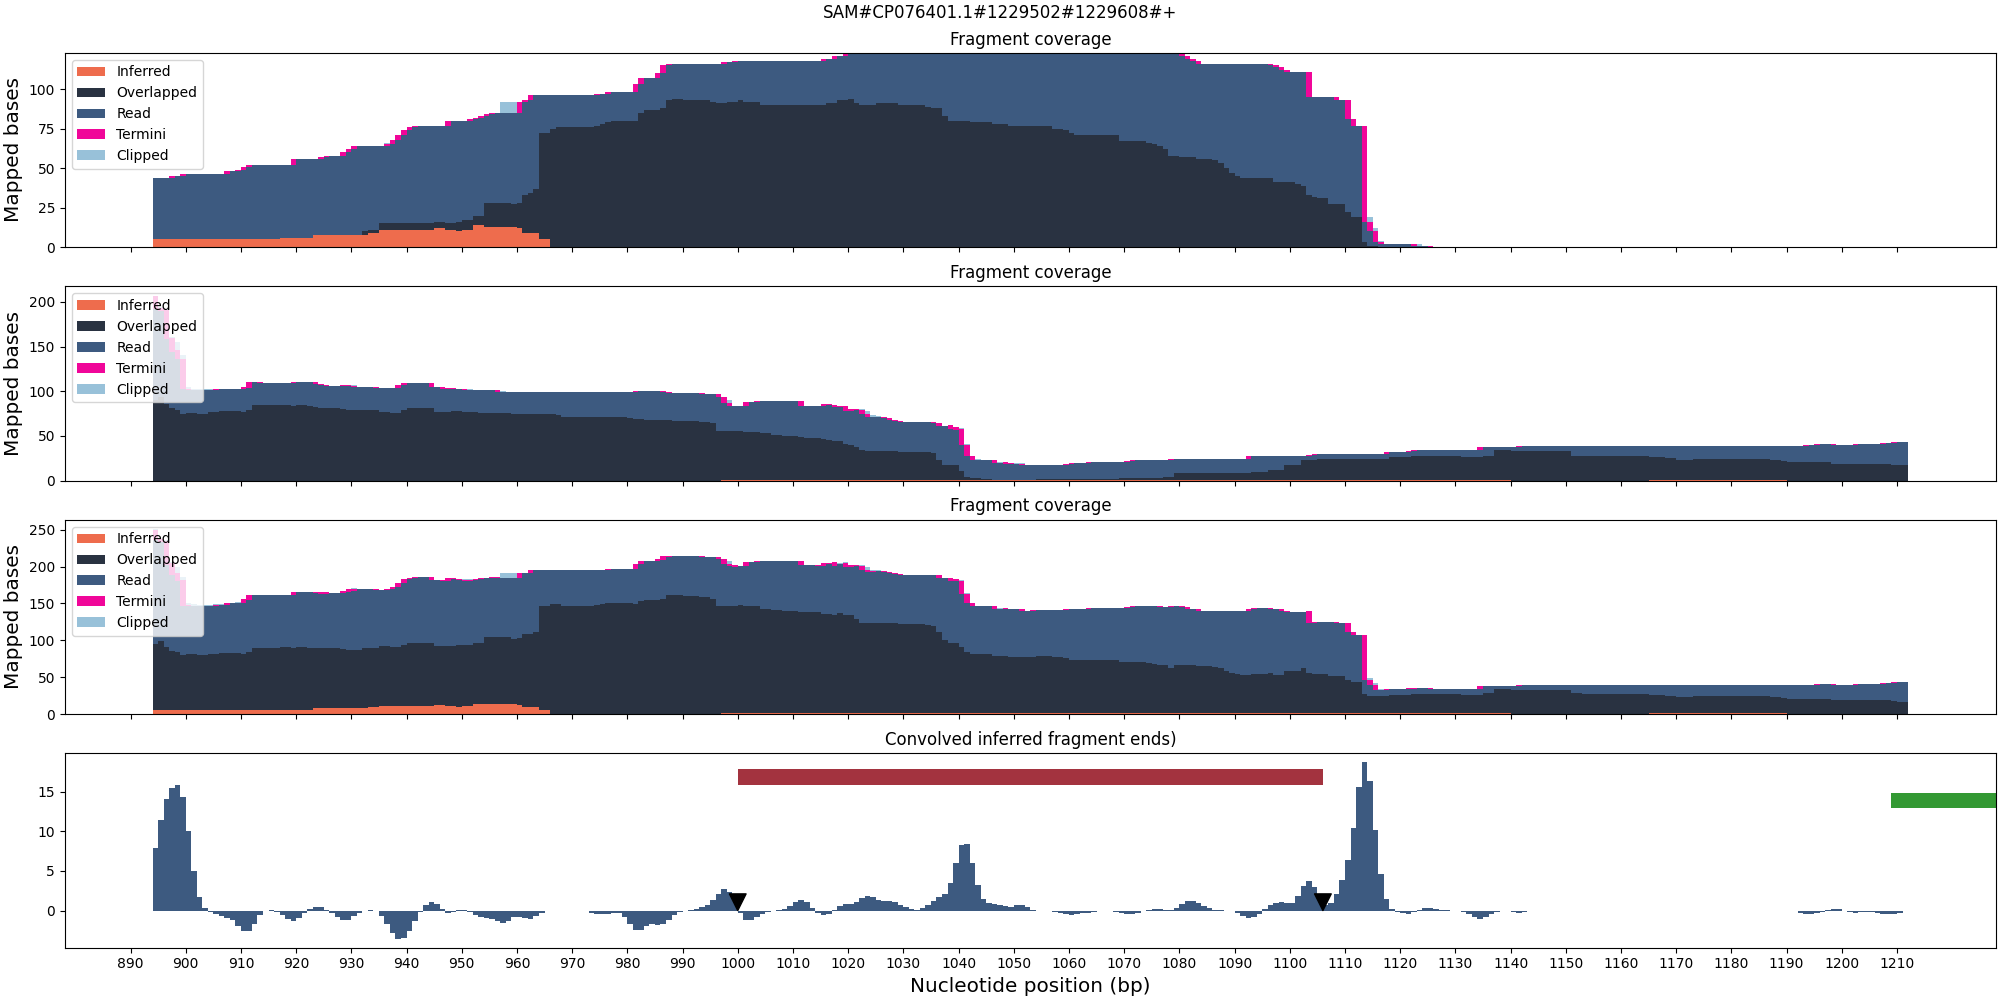 SAM#CP076401.1#1229502#1229608#+
Fragment coverage
Mapped bases
100
75
50
25
0
Inferred
Overlapped
Read
Termini
Clipped
Fragment coverage
Mapped bases
200
150
100
50
0
Inferred
Overlapped
Read
Termini
Clipped
Fragment coverage
Mapped bases
250
200
150
100
50
0
Inferred
Overlapped
Read
Termini
Clipped
Convolved inferred fragment ends)
15
10
5
0
890 900 910 920 930 940 950 960 970 980 990 1000 1010 1020 1030 1040 1050 1060 1070 1080 1090 1100 1110 1120 1130 1140 1150 1160 1170 1180 1190 1200 1210
Nucleotide position (bp)